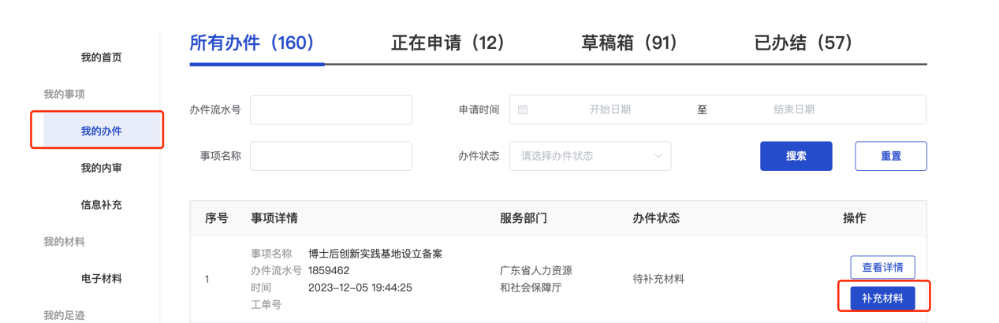 所有办件（160） 正在申请（12） 草稿箱（91） 已办结（57）
我的首页
我的事项
办件流水号 申请时间 开始日期 至 结束日期
我的办件
事项名称 办件状态 请选择办件状态 搜索 重置
我的内审
信息补充
序号 事项详情 服务部门 办件状态 操作
我的材料
事项名称 博士后创新实践基地设立备案
办件流水号 1859462 广东省人力资源 查看详情
电子材料
1 待补充材料
时间 2023-12-05 19:44:25 和社会保障厅
补充材料
工单号
我的足迹